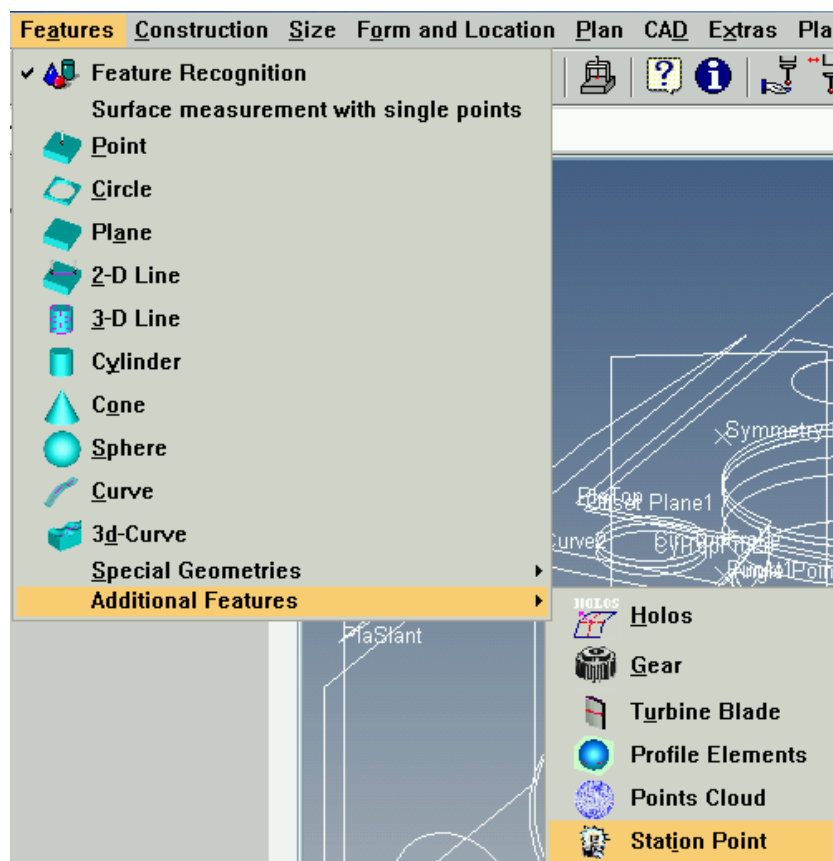 Features Construction Size Form and Location Plan CAD Extras Pla
Feature Recognition
Surface measurement with single points
Point
Circle
Plane
2-D Line
3-D Line
Cylinder
Cone
Sphere
Curve
3d-Curve
Special Geometries
Additional Features
Symmetry
Plane1
PlaSlant
HOLOS
Holos
Gear
Turbine Blade
Profile Elements
Points Cloud
Station Point